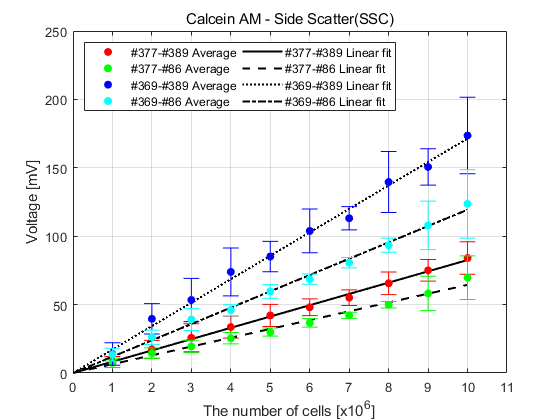 Calcein AM - Side Scatter(SSC)
#377-#389 Average #377-#389 Linear fit
#377-#86 Average #377-#86 Linear fit
#369-#389 Average #369-#389 Linear fit
#369-#86 Average #369-#86 Linear fit
250
200
150
100
50
0
Voltage [mV]
0 1 2 3 4 5 6 7 8 9 10 11
The number of cells [x10^6]